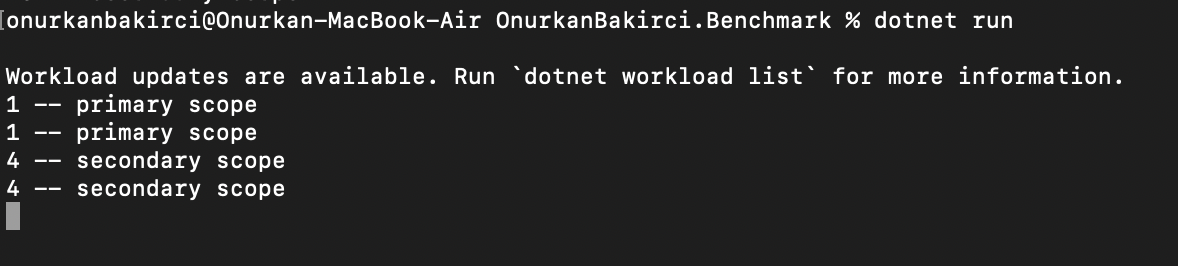 onurkanbakirci@Onurkan-MacBook-Air OnurkanBakirci.Benchmark % dotnet run
Workload updates are available. Run `dotnet workload list` for more information.
1 -- primary scope
1 -- primary scope
4 -- secondary scope
4 -- secondary scope